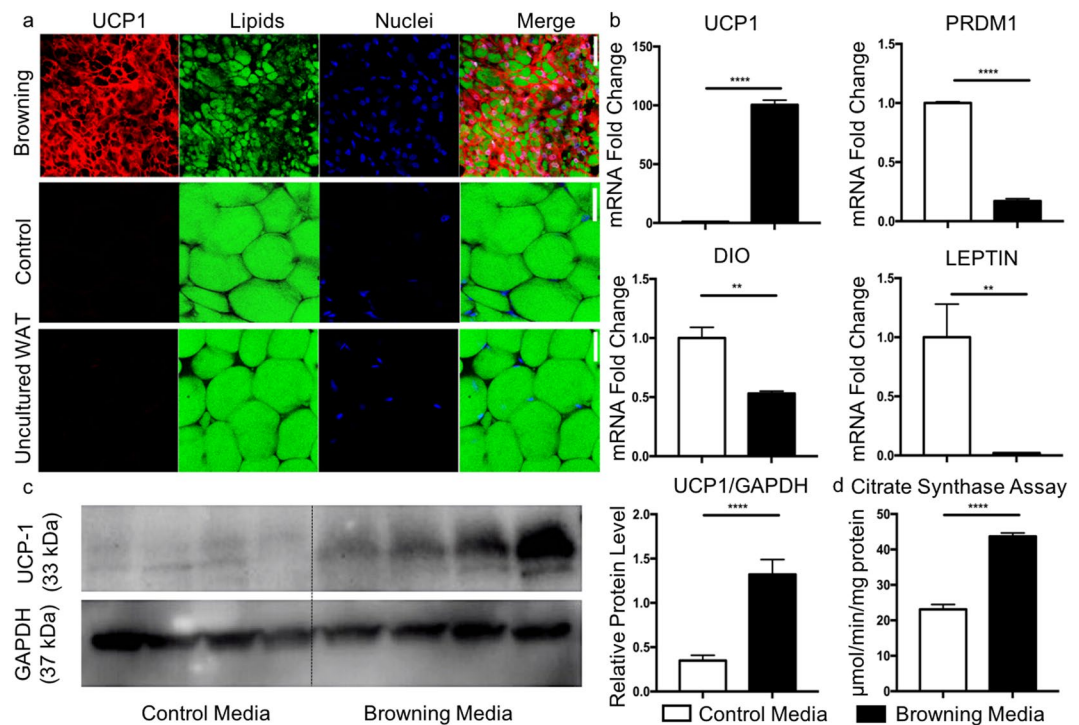 a
UCP1 Lipids Nuclei Merge
Browning
Control
Uncultured WAT
b
UCP1
mRNA Fold Change
150
100
50
0
****
PRDM1
mRNA Fold Change
1.5
1.0
0.5
0.0
****
DIO
mRNA Fold Change
1.5
1.0
0.5
0.0
**
LEPTIN
mRNA Fold Change
1.5
1.0
0.5
0.0
**
c
UCP-1
(33 kDa)
GAPDH
(37 kDa)
Control Media Browning Media
UCP1/GAPDH
Relative Protein Level
2.0
1.5
1.0
0.5
0.0
****
d Citrate Synthase Assay
µmol/min/mg protein
60
40
20
0
****
Control Media Browning Media